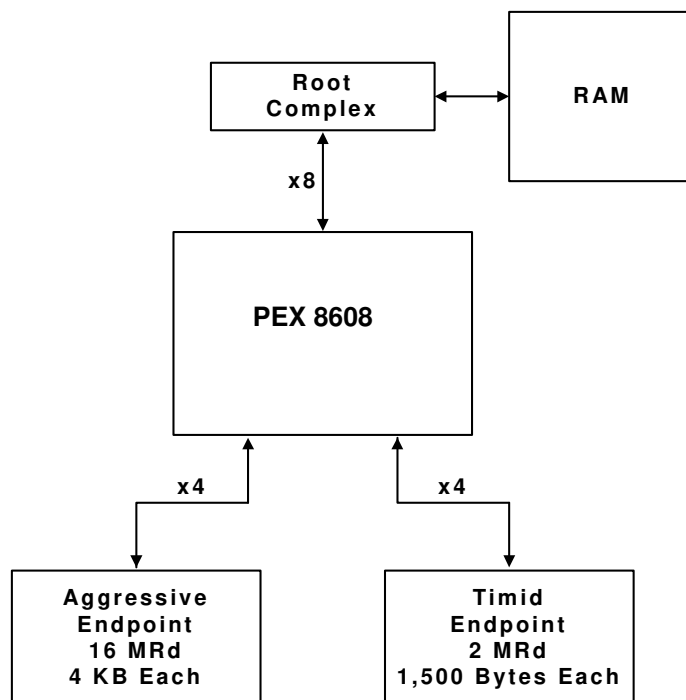 Root
Complex
RAM
x8
PEX 8608
x4
x4
Aggressive
Endpoint
16 MRd
4 KB Each
Timid
Endpoint
2 MRd
1,500 Bytes Each